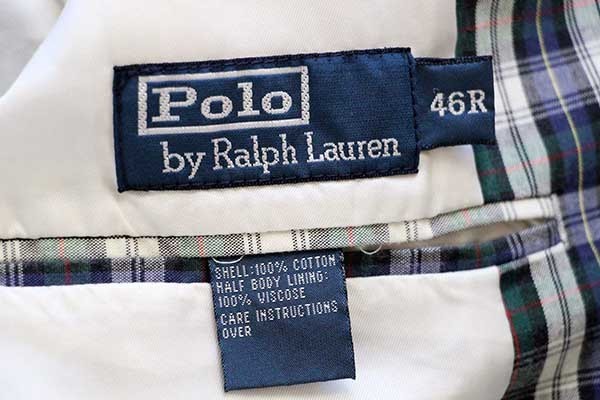 Polo
by Ralph Lauren
46R
SHELL:100% COTTON
HALF BODY LINING:
100% VISCOSE
CARE INSTRUCTIONS
OVER